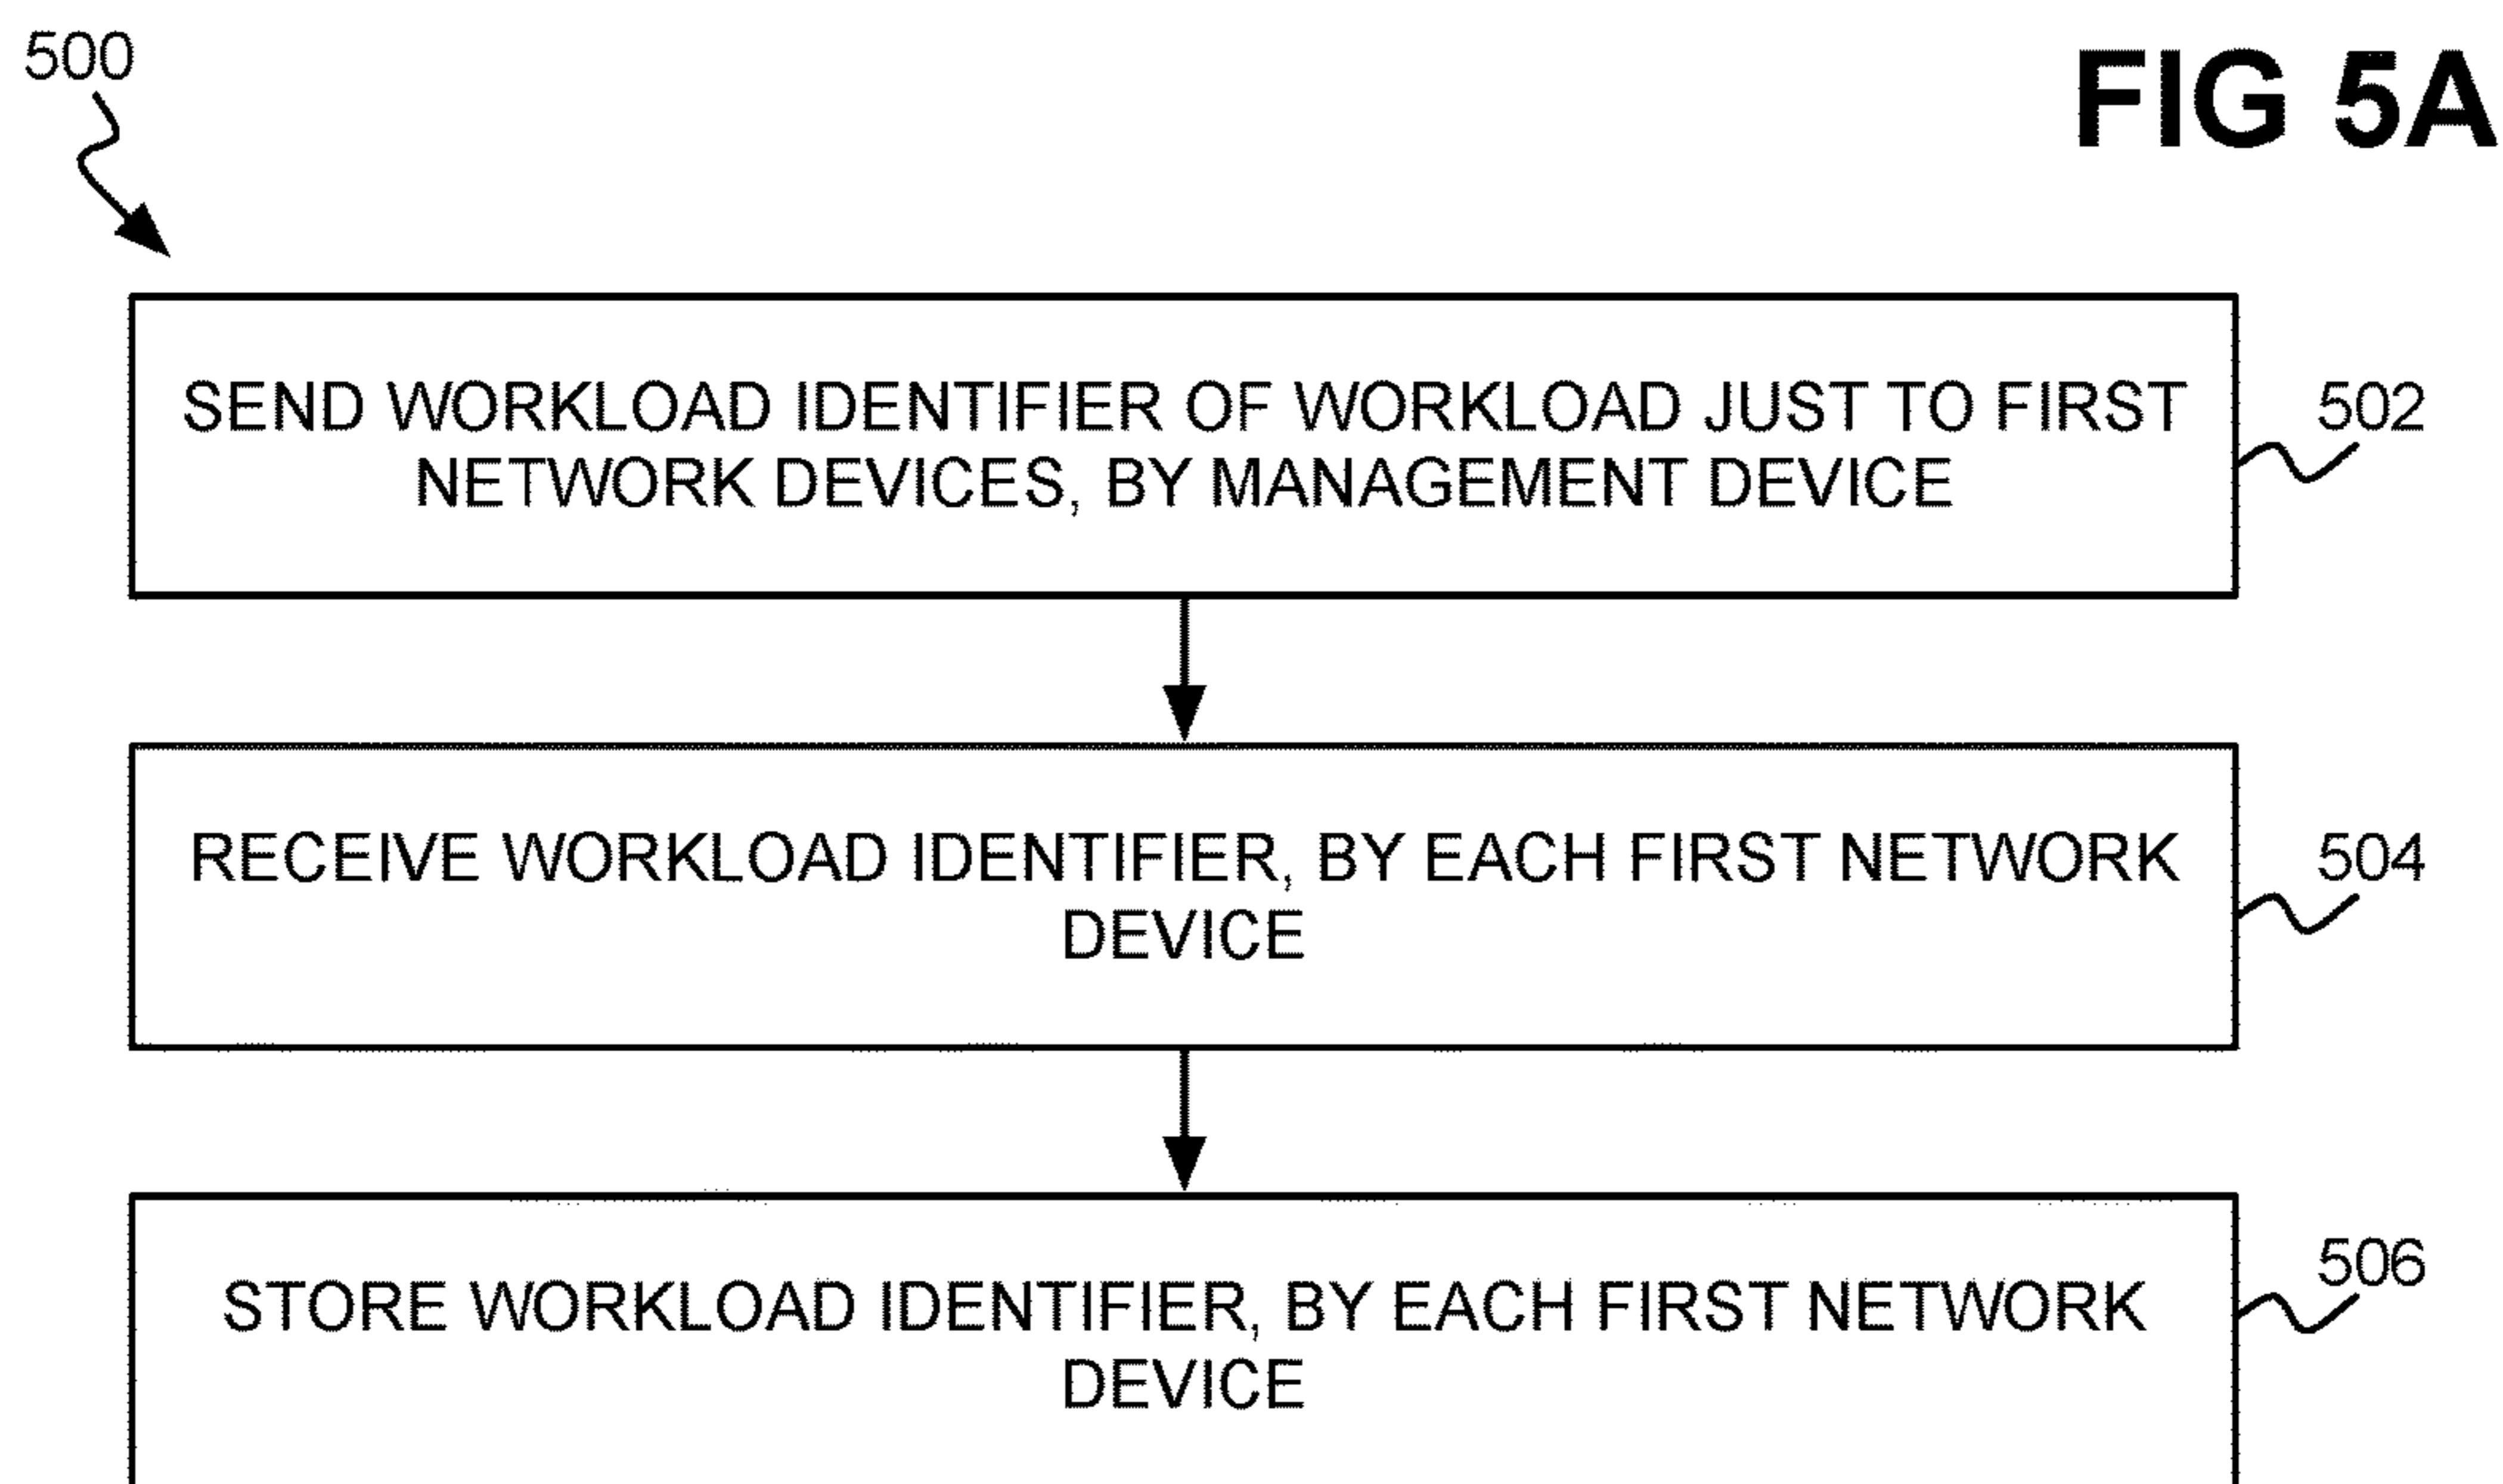 500
FIG 5A
SEND WORKLOAD IDENTIFIER OF WORKLOAD JUST TO FIRST
NETWORK DEVICES, BY MANAGEMENT DEVICE
502
RECEIVE WORKLOAD IDENTIFIER, BY EACH FIRST NETWORK
DEVICE
504
STORE WORKLOAD IDENTIFIER, BY EACH FIRST NETWORK
DEVICE
506